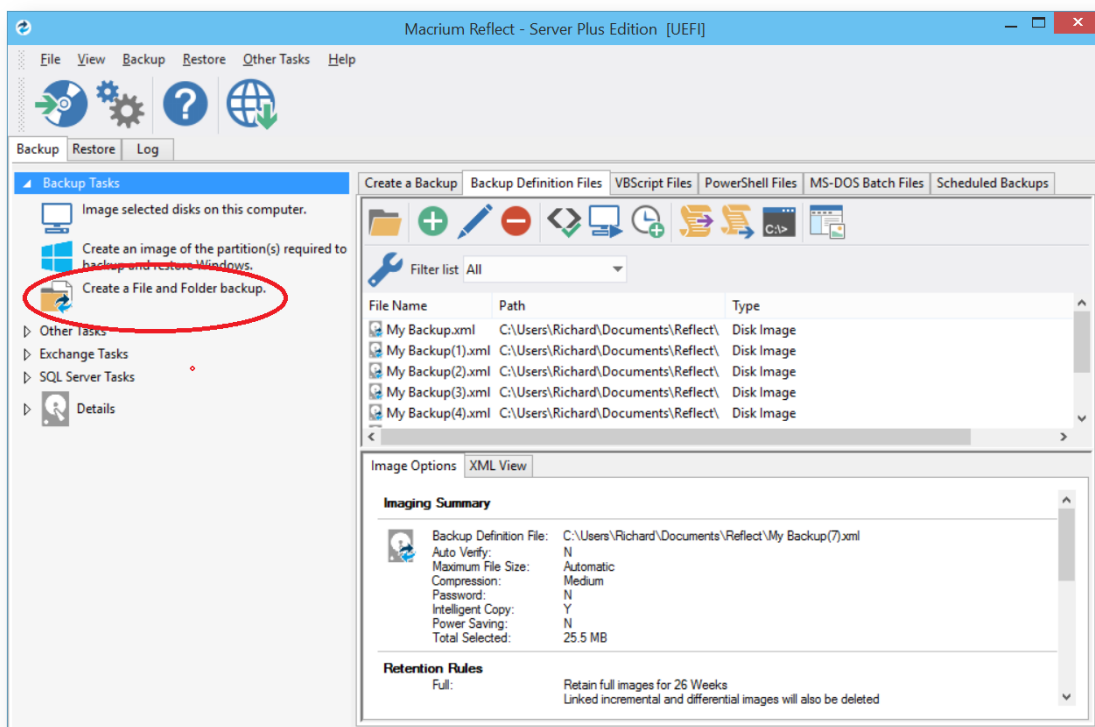 Macrium Reflect - Server Plus Edition [UEFI]
File View Backup Restore Other Tasks Help
Backup Restore Log
Backup Tasks
Image selected disks on this computer.
Create an image of the partition(s) required to
backup and restore Windows.
Create a File and Folder backup.
Other Tasks
Exchange Tasks
SQL Server Tasks
Details
Create a Backup Backup Definition Files VBScript Files PowerShell Files MS-DOS Batch Files Scheduled Backups
C:\>
Filter list All
File Name Path Type
My Backup.xml C:\Users\Richard\Documents\Reflect\ Disk Image
My Backup(1).xml C:\Users\Richard\Documents\Reflect\ Disk Image
My Backup(2).xml C:\Users\Richard\Documents\Reflect\ Disk Image
My Backup(3).xml C:\Users\Richard\Documents\Reflect\ Disk Image
My Backup(4).xml C:\Users\Richard\Documents\Reflect\ Disk Image
Image Options XML View
Imaging Summary
Backup Definition File: C:\Users\Richard\Documents\Reflect\My Backup(7).xml
Auto Verify: N
Maximum File Size: Automatic
Compression: Medium
Password: N
Intelligent Copy: Y
Power Saving: N
Total Selected: 25.5 MB
Retention Rules
Full: Retain full images for 26 Weeks
Linked incremental and differential images will also be deleted